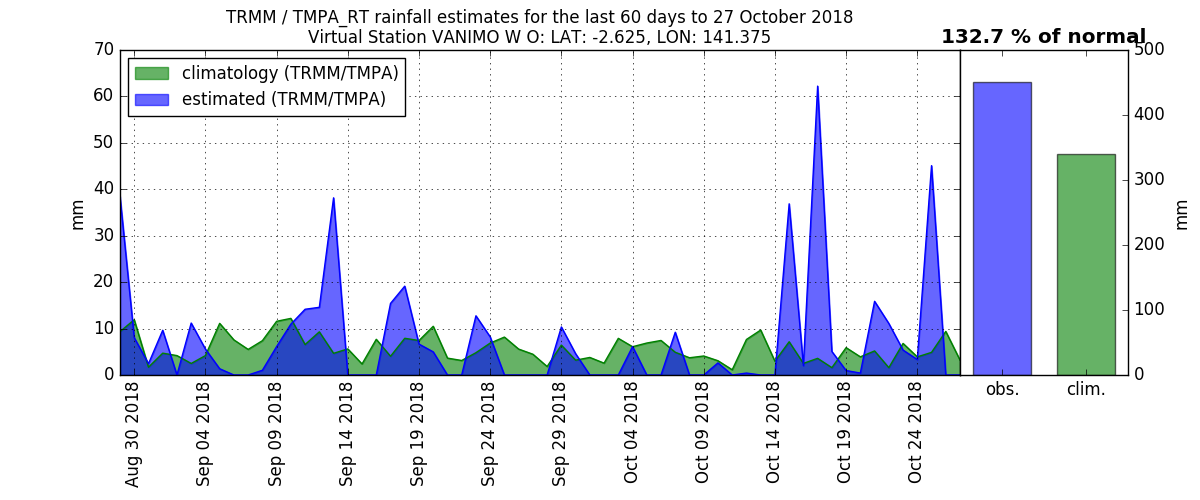 TRMM / TMPA_RT rainfall estimates for the last 60 days to 27 October 2018
Virtual Station VANIMO W O: LAT: -2.625, LON: 141.375
132.7 % of normal
climatology (TRMM/TMPA)
estimated (TRMM/TMPA)
70
60
50
40
30
20
10
0
mm
Aug 30 2018
Sep 04 2018
Sep 09 2018
Sep 14 2018
Sep 19 2018
Sep 24 2018
Sep 29 2018
Oct 04 2018
Oct 09 2018
Oct 14 2018
Oct 19 2018
Oct 24 2018
obs.
clim.
500
400
300
200
100
0
mm